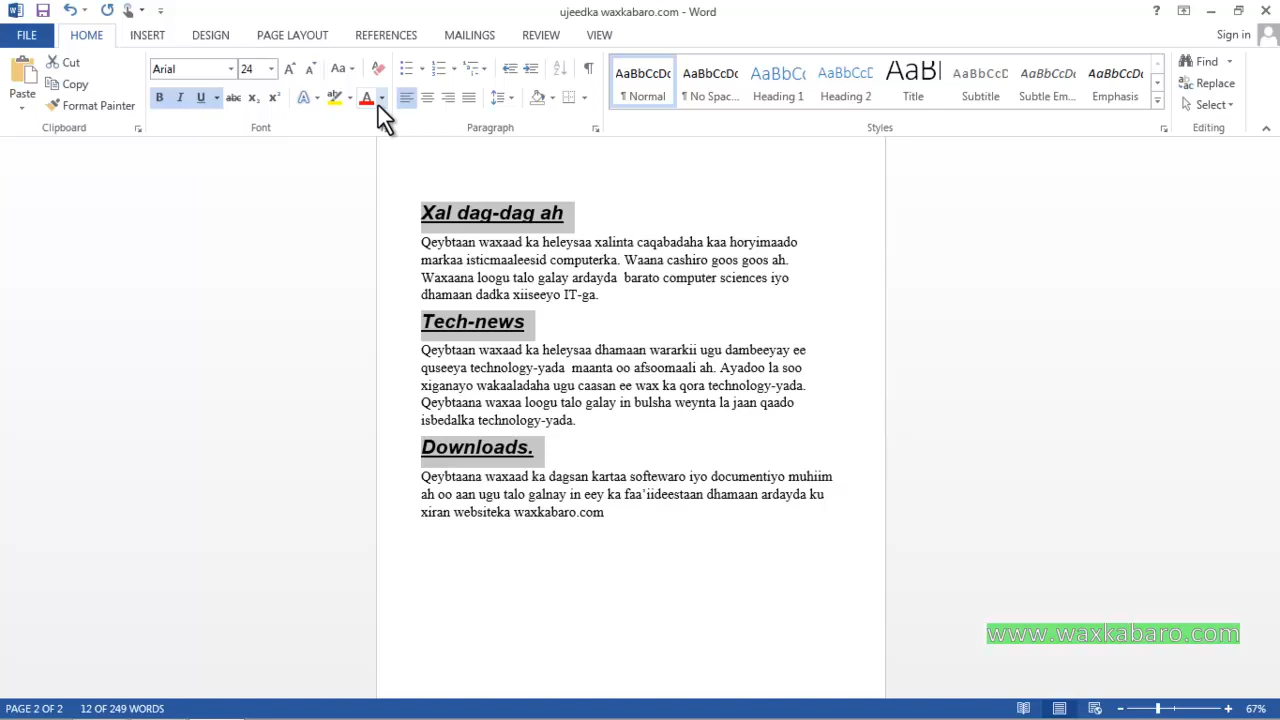 ujeedka waxkabaro.com - Word
FILE HOME INSERT DESIGN PAGE LAYOUT REFERENCES MAILINGS REVIEW VIEW Sign in
Paste Cut Copy Format Painter
Clipboard
Arial 24
Font
Paragraph
AaBbCcDc AaBbCcDc AaBbCc AaBbCc AaBb AaBbCcDc AaBbCcDc AaBbCcDc
¶ Normal ¶ No Spac... Heading 1 Heading 2 Title Subtitle Subtle Em... Emphasis
Styles
Find
Replace
Select
Editing
Xal dag-dag ah
Qeybtaan waxaad ka heleysaa xalinta caqabadaha kaa horyimaado
markaa isticmaaleesid computerka. Waana cashiro goos goos ah.
Waxaana loogu talo galay ardayda barato computer sciences iyo
dhamaan dadka xiiseeyo IT-ga.
Tech-news
Qeybtaan waxaad ka heleysaa dhamaan wararkii ugu dambeeyay ee
quseeya technology-yada maanta oo afsoomaali ah. Ayadoo la soo
xiganayo wakaaladaha ugu caasan ee wax ka qora technology-yada.
Qeybtaana waxaa loogu talo galay in bulsha weynta la jaan qaado
isbedalka technology-yada.
Downloads.
Qeybtaana waxaad ka dagsan kartaa softewaro iyo documentiyo muhiim
ah oo aan ugu talo galnay in eey ka faa’iideestaan dhamaan ardayda ku
xiran websiteka waxkabaro.com
www.waxkabaro.com
PAGE 2 OF 2 12 OF 249 WORDS 67%